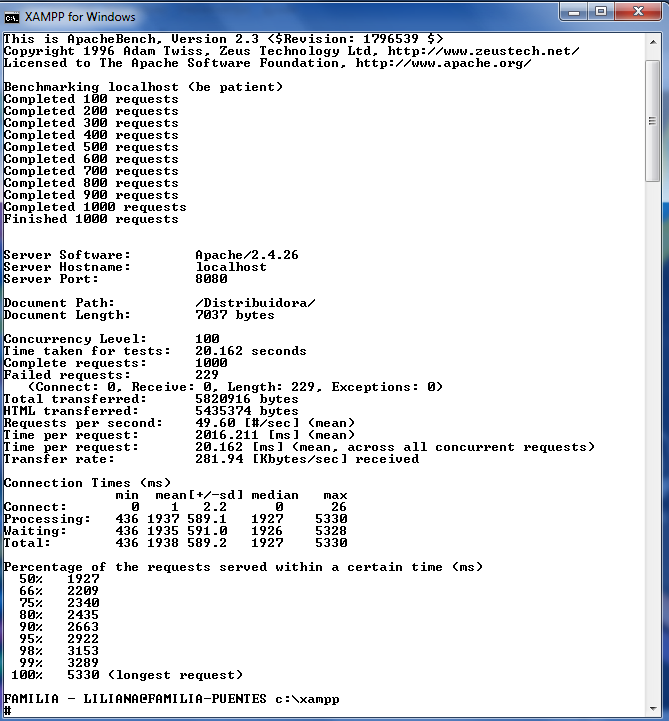 XAMPP for Windows
This is ApacheBench, Version 2.3 <$Revision: 1796539 $>
Copyright 1996 Adam Twiss, Zeus Technology Ltd, http://www.zeustech.net/
Licensed to The Apache Software Foundation, http://www.apache.org/
Benchmarking localhost (be patient)
Completed 100 requests
Completed 200 requests
Completed 300 requests
Completed 400 requests
Completed 500 requests
Completed 600 requests
Completed 700 requests
Completed 800 requests
Completed 900 requests
Completed 1000 requests
Finished 1000 requests
Server Software: Apache/2.4.26
Server Hostname: localhost
Server Port: 8080
Document Path: /Distribuidora/
Document Length: 7037 bytes
Concurrency Level: 100
Time taken for tests: 20.162 seconds
Complete requests: 1000
Failed requests: 229
(Connect: 0, Receive: 0, Length: 229, Exceptions: 0)
Total transferred: 5820916 bytes
HTML transferred: 5435374 bytes
Requests per second: 49.60 [#/sec] (mean)
Time per request: 2016.211 [ms] (mean)
Time per request: 20.162 [ms] (mean, across all concurrent requests)
Transfer rate: 281.94 [Kbytes/sec] received
Connection Times (ms)
min mean[+/-sd] median max
Connect: 0 1 2.2 0 26
Processing: 436 1937 589.1 1927 5330
Waiting: 436 1935 591.0 1926 5328
Total: 436 1938 589.2 1927 5330
Percentage of the requests served within a certain time (ms)
50% 1927
66% 2209
75% 2340
80% 2435
90% 2663
95% 2922
98% 3153
99% 3289
100% 5330 (longest request)
FAMILIA - LILIANA@FAMILIA-PUENTES c:\xampp
#